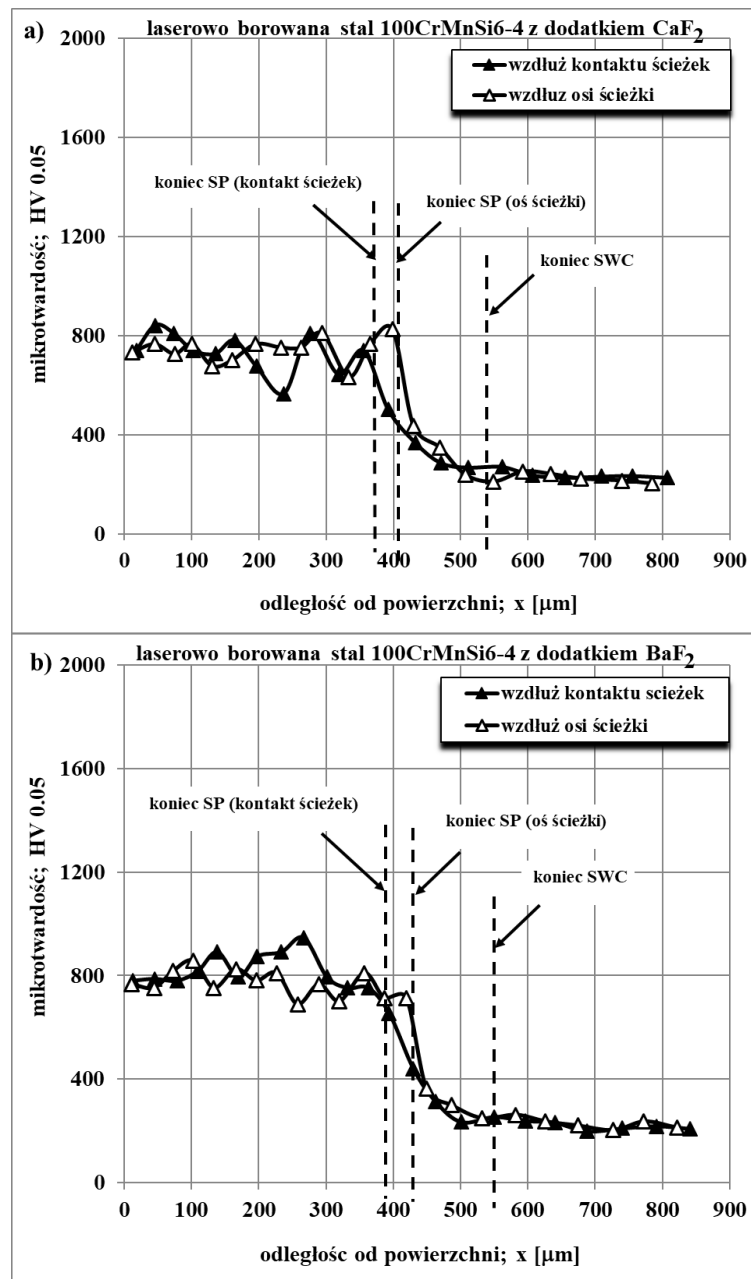 a) laserowo borowana stal 100CrMnSi6-4 z dodatkiem CaF2
wzdłuż kontaktu ścieżek
wzdłuz osi ścieżki
koniec SP (kontakt ścieżek)
koniec SP (oś ścieżki)
koniec SWC
mikrotwardość; HV 0.05
2000
1600
1200
800
400
0
0 100 200 300 400 500 600 700 800 900
odległość od powierzchni; x [µm]
b) laserowo borowana stal 100CrMnSi6-4 z dodatkiem BaF2
wzdłuż kontaktu scieżek
wzdłuż osi ścieżki
koniec SP (kontakt ścieżek)
koniec SP (oś ścieżki)
koniec SWC
mikrotwardość; HV 0.05
2000
1600
1200
800
400
0
0 100 200 300 400 500 600 700 800 900
odległość od powierzchni; x [µm]